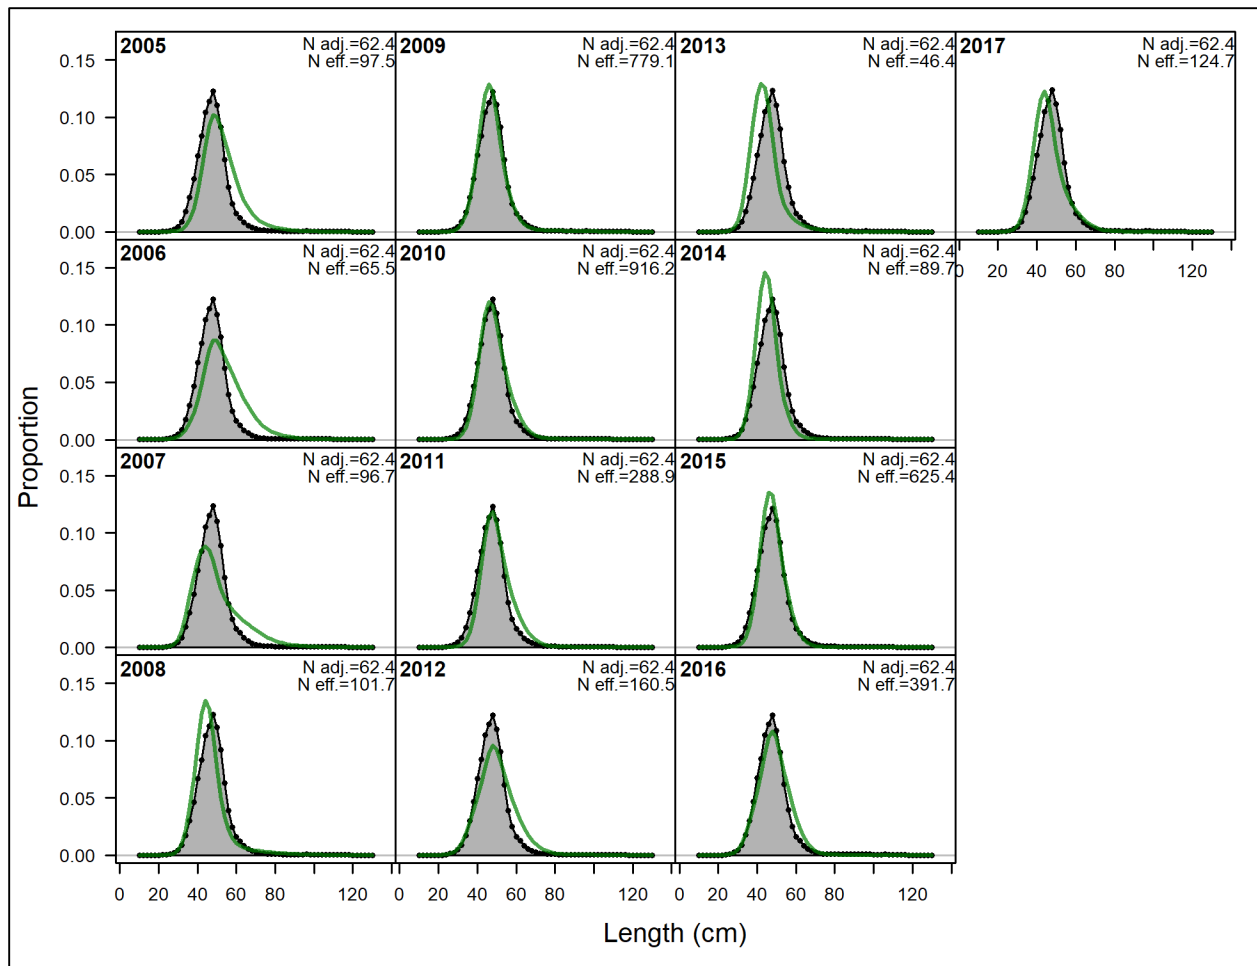 2005
N adj.=62.4
N eff.=97.5
2009
N adj.=62.4
N eff.=779.1
2013
N adj.=62.4
N eff.=46.4
2017
N adj.=62.4
N eff.=124.7
0.15
0.10
0.05
0.00
2006
N adj.=62.4
N eff.=65.5
2010
N adj.=62.4
N eff.=916.2
2014
N adj.=62.4
N eff.=89.7
0 20 40 60 80 120
0.15
0.10
0.05
0.00
Proportion
2007
N adj.=62.4
N eff.=96.7
2011
N adj.=62.4
N eff.=288.9
2015
N adj.=62.4
N eff.=625.4
0.15
0.10
0.05
0.00
2008
N adj.=62.4
N eff.=101.7
2012
N adj.=62.4
N eff.=160.5
2016
N adj.=62.4
N eff.=391.7
0.15
0.10
0.05
0.00
0 20 40 60 80 120
0 20 40 60 80 120
0 20 40 60 80 120
Length (cm)